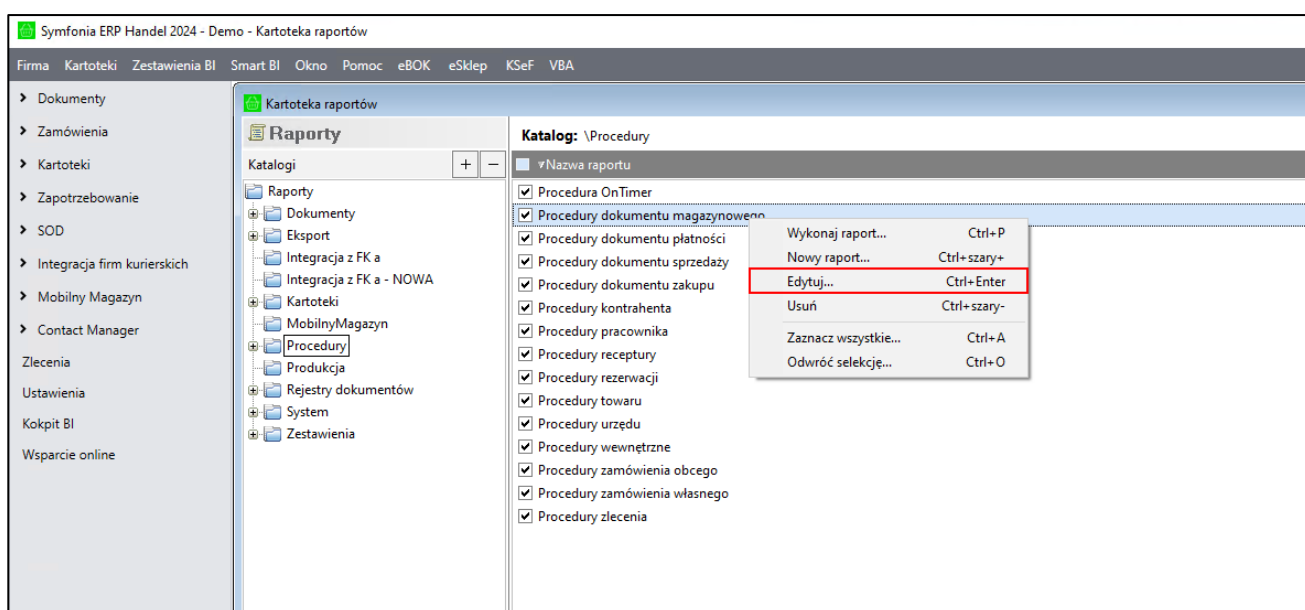 Symfonia ERP Handel 2024 - Demo - Kartoteka raportów
Firma Kartoteki Zestawienia BI Smart BI Okno Pomoc eBOK eSklep KSeF VBA
Dokumenty
Zamówienia
Kartoteki
Zapotrzebowanie
SOD
Integracja firm kurierskich
Mobilny Magazyn
Contact Manager
Zlecenia
Ustawienia
Kokpit BI
Wsparcie online
Kartoteka raportów
Raporty
Katalogi
Raporty
Dokumenty
Eksport
Integracja z FK a
Integracja z FK a - NOWA
Kartoteki
MobilnyMagazyn
Procedury
Produkcja
Rejestry dokumentów
System
Zestawienia
Katalog: \Procedury
Nazwa raportu
Procedura OnTimer
Procedury dokumentu magazynowego
Procedury dokumentu płatności
Procedury dokumentu sprzedaży
Procedury dokumentu zakupu
Procedury kontrahenta
Procedury pracownika
Procedury receptury
Procedury rezerwacji
Procedury towaru
Procedury urzędu
Procedury wewnętrzne
Procedury zamówienia obcego
Procedury zamówienia własnego
Procedury zlecenia
Wykonaj raport... Ctrl+P
Nowy raport... Ctrl+szary+
Edytuj... Ctrl+Enter
Usuń Ctrl+szary-
Zaznacz wszystkie... Ctrl+A
Odwróć selekcję... Ctrl+O